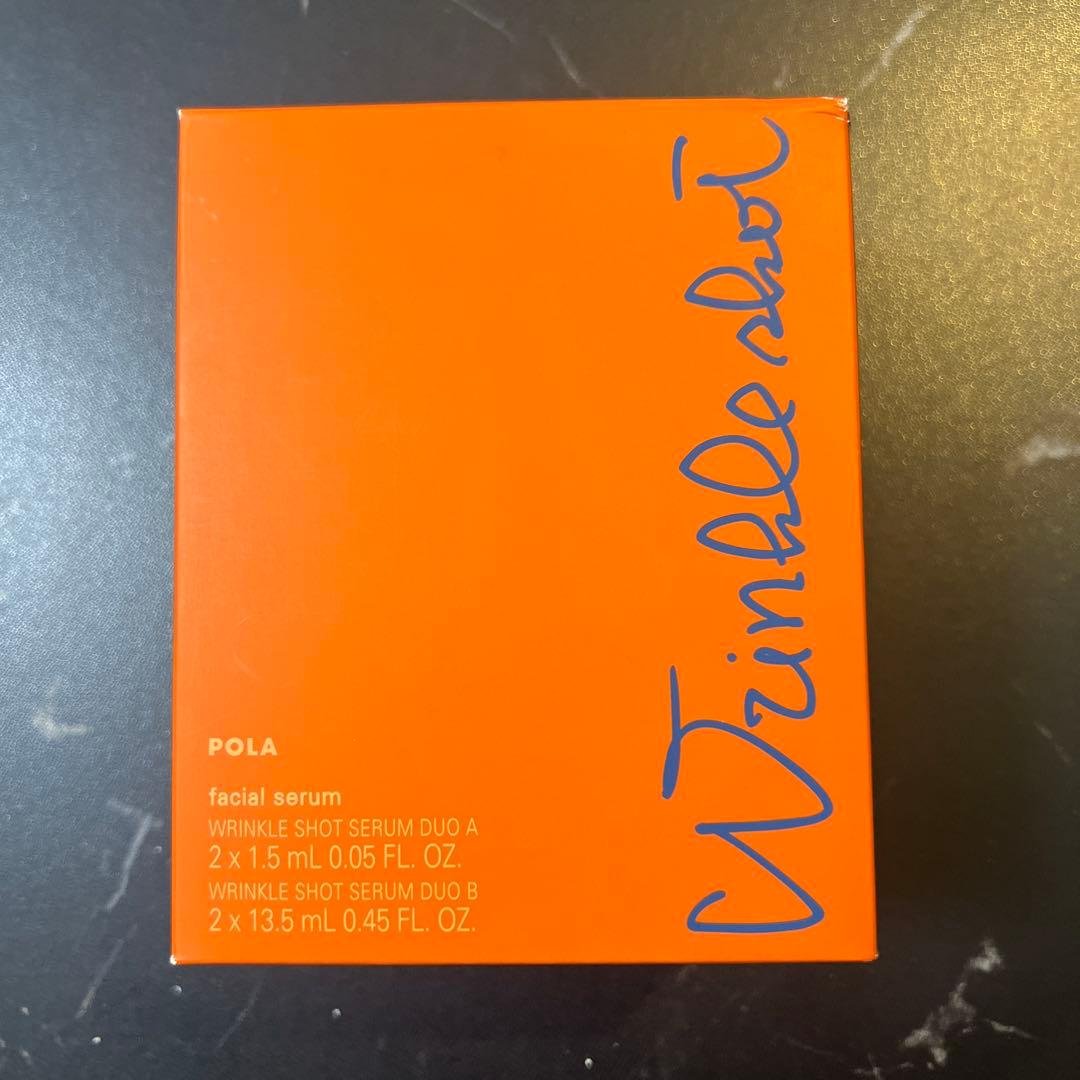 Wrinkle shot
POLA
facial serum
WRINKLE SHOT SERUM DUO A
2 x 1.5 mL 0.05 FL. OZ.
WRINKLE SHOT SERUM DUO B
2 x 13.5 mL 0.45 FL. OZ.